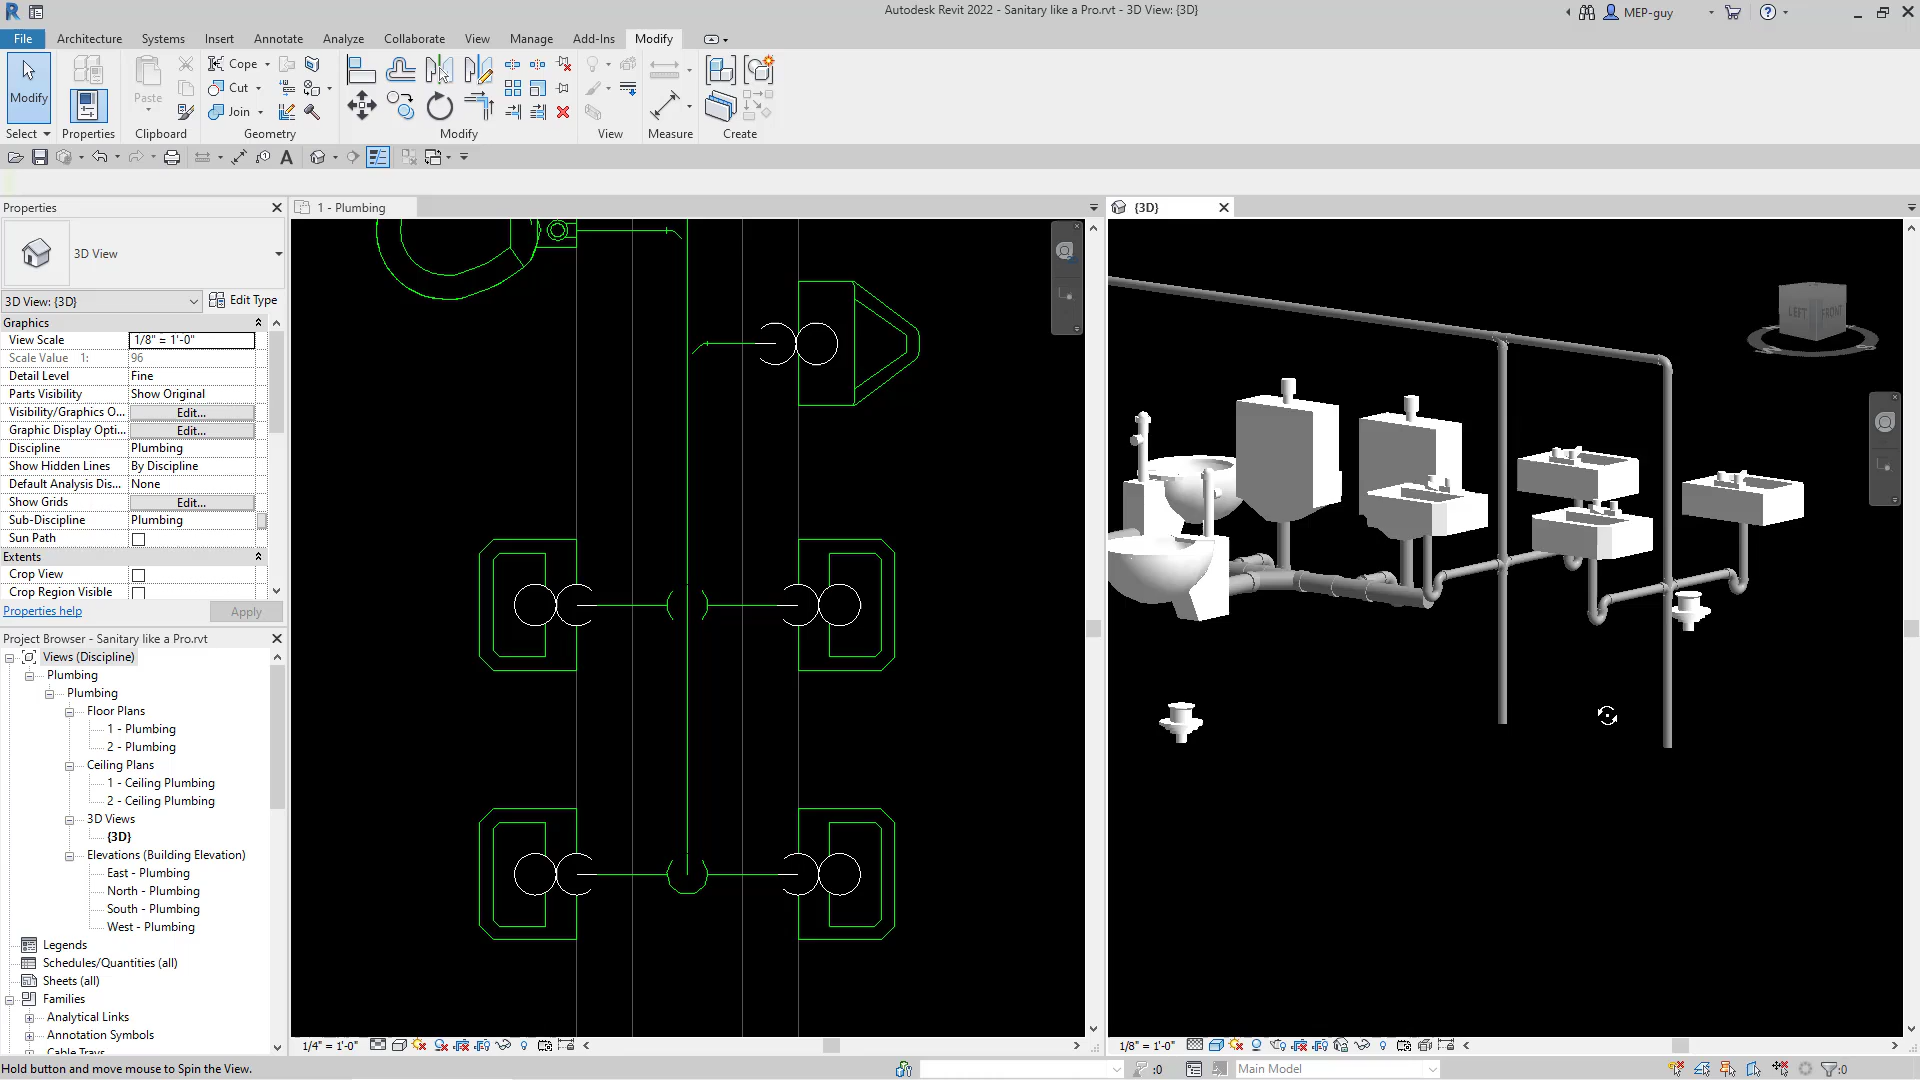 Autodesk Revit 2022 - Sanitary like a Pro.rvt - 3D View: {3D}
MEP-guy
File Architecture Systems Insert Annotate Analyze Collaborate View Manage Add-Ins Modify
Modify
Paste
Cope
Cut
Join
Select Properties Clipboard Geometry Modify View Measure Create
Properties
1 - Plumbing
{3D}
3D View
3D View: {3D}
Edit Type
Graphics
View Scale 1/8" = 1'-0"
Scale Value 1: 96
Detail Level Fine
Parts Visibility Show Original
Visibility/Graphics O... Edit...
Graphic Display Opti... Edit...
Discipline Plumbing
Show Hidden Lines By Discipline
Default Analysis Dis... None
Show Grids Edit...
Sub-Discipline Plumbing
Sun Path
Extents
Crop View
Crop Region Visible
Properties help
Apply
Project Browser - Sanitary like a Pro.rvt
Views (Discipline)
Plumbing
Plumbing
Floor Plans
1 - Plumbing
2 - Plumbing
Ceiling Plans
1 - Ceiling Plumbing
2 - Ceiling Plumbing
3D Views
{3D}
Elevations (Building Elevation)
East - Plumbing
North - Plumbing
South - Plumbing
West - Plumbing
Legends
Schedules/Quantities (all)
Sheets (all)
Families
Analytical Links
Annotation Symbols
Cable Trays
LEFT
FRONT
1/4" = 1'-0"
1/8" = 1'-0"
Hold button and move mouse to Spin the View.
:0
Main Model
:0